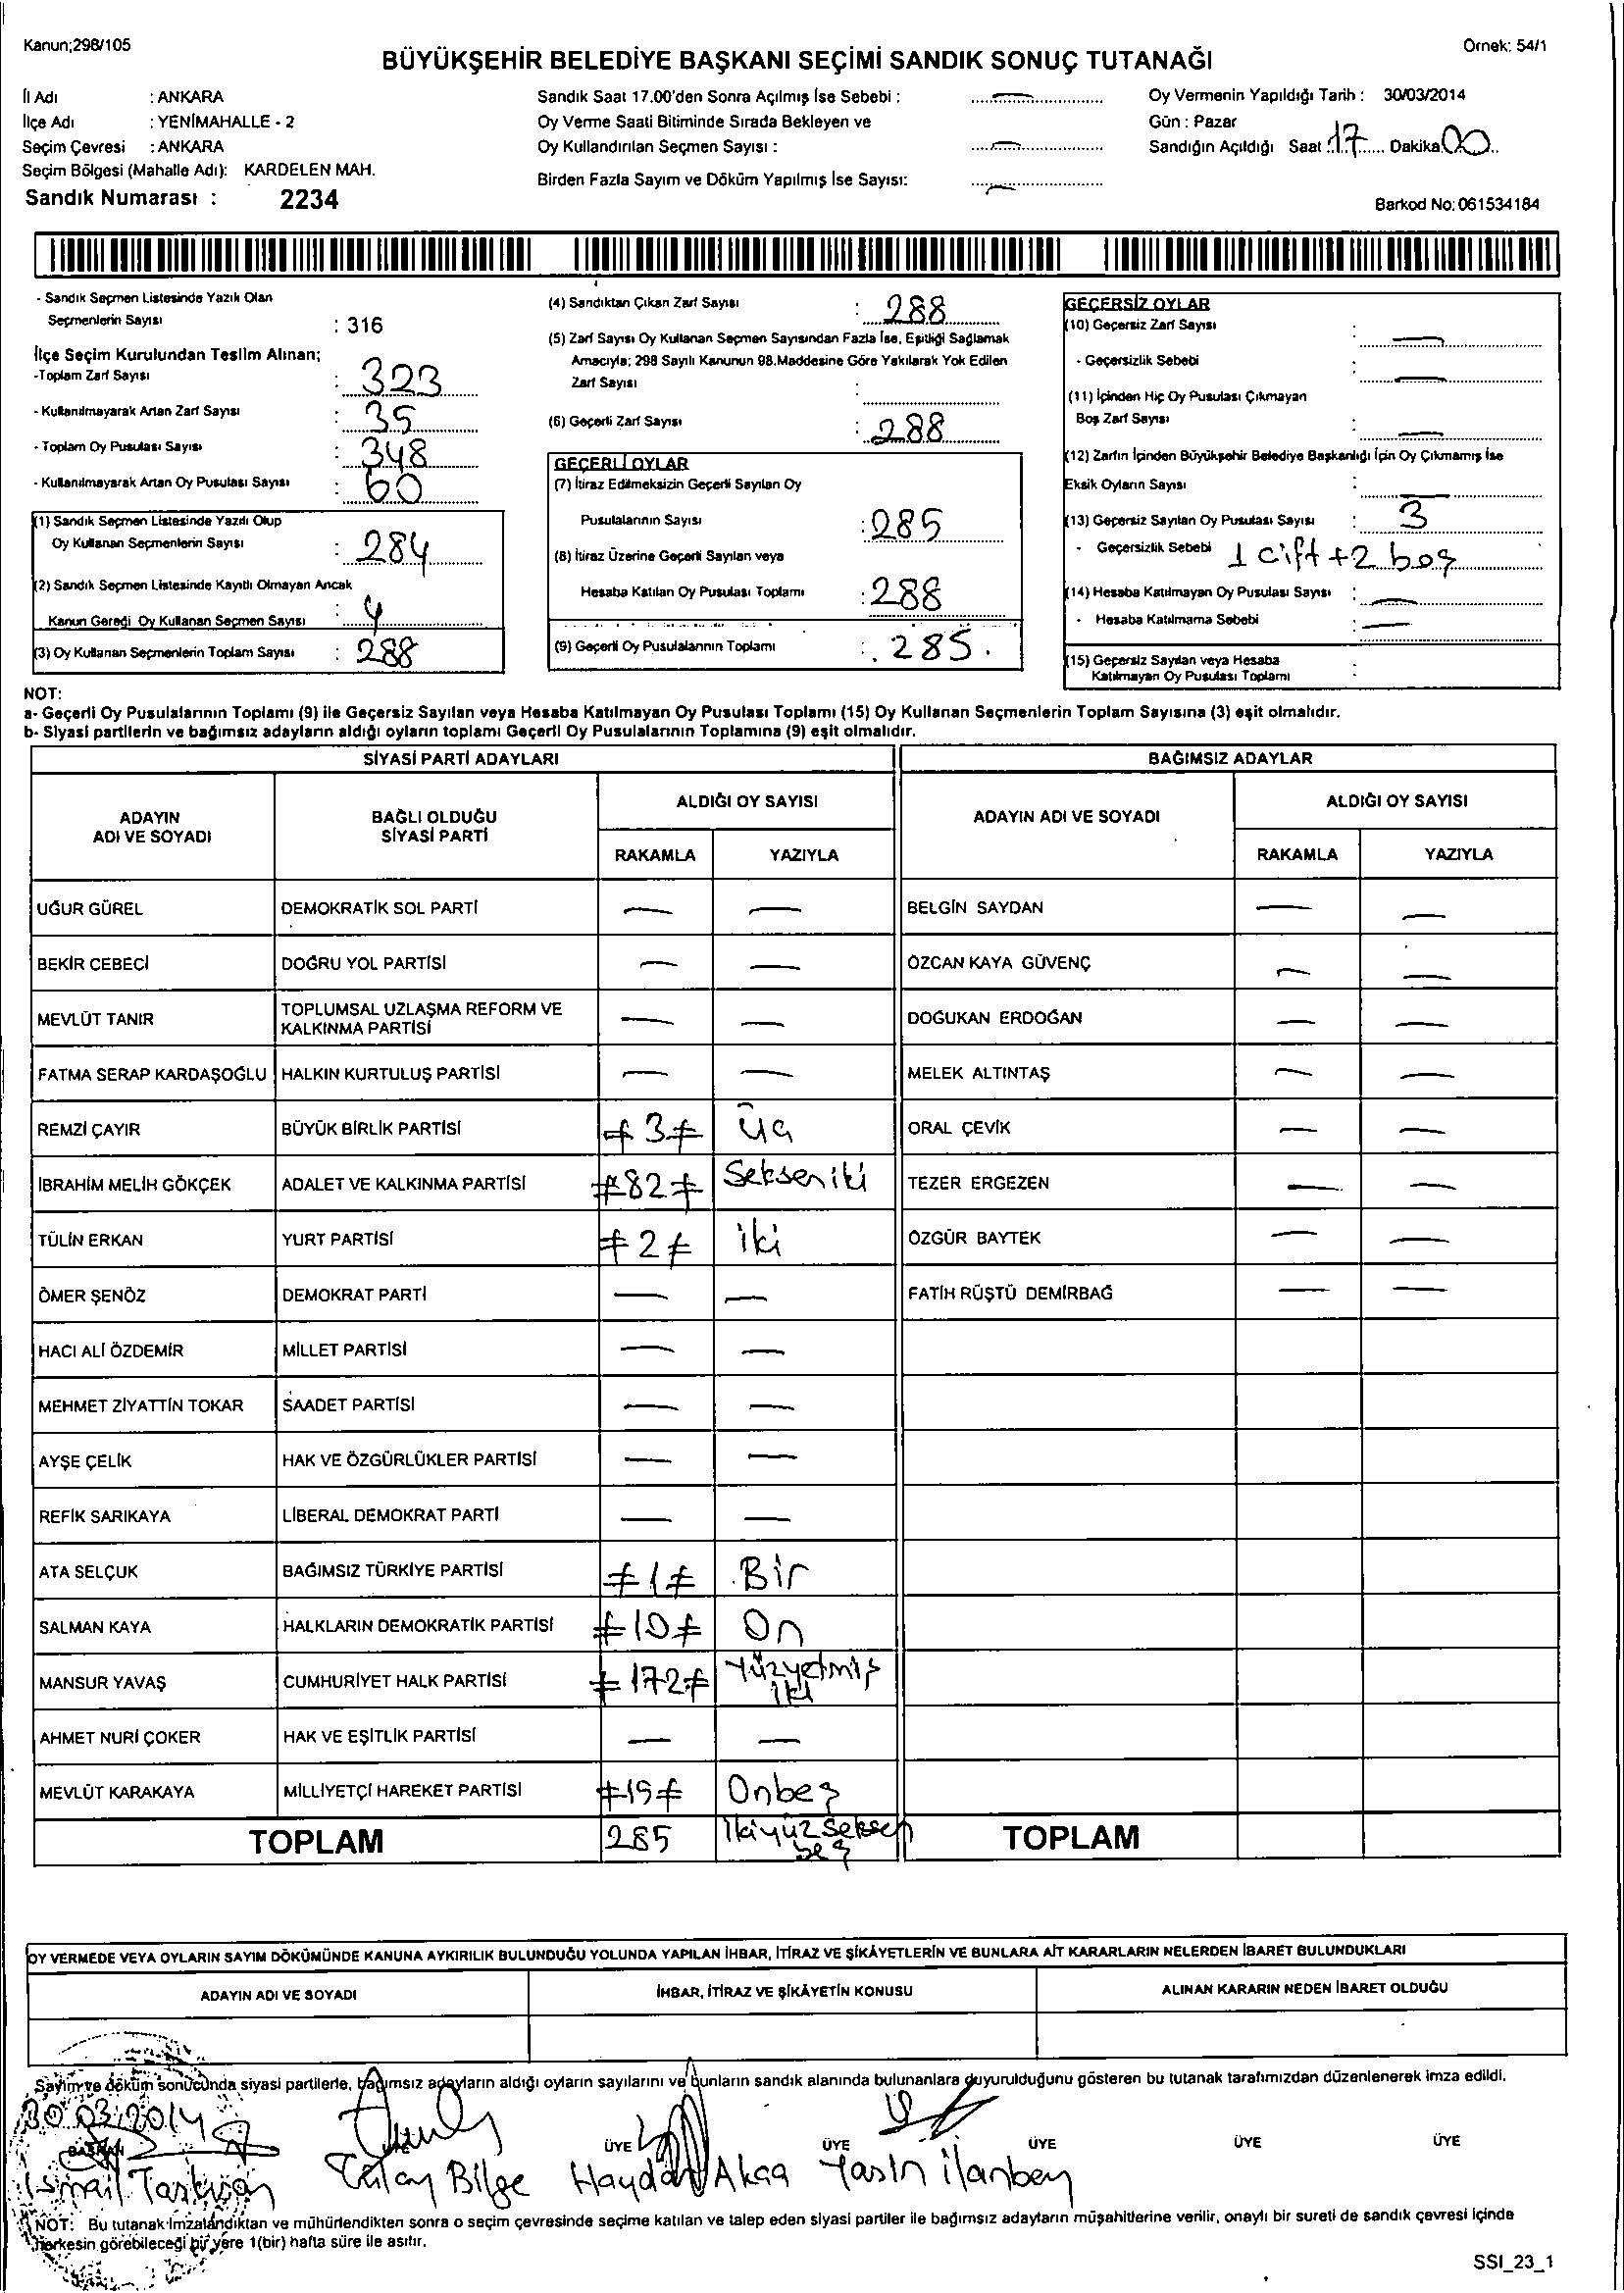 Kanun;298/105
Örnek: 54/1
BÜYÜKŞEHİR BELEDİYE BAŞKANI SEÇİMİ SANDIK SONUÇ TUTANAĞI
İl Adı : ANKARA
İlçe Adı : YENİMAHALLE - 2
Seçim Çevresi : ANKARA
Seçim Bölgesi (Mahalle Adı): KARDELEN MAH.
Sandık Numarası : 2234
Sandık Saat 17.00'den Sonra Açılmış İse Sebebi : —
Oy Verme Saati Bitiminde Sırada Bekleyen ve
Oy Kullandırılan Seçmen Sayısı : —
Birden Fazla Sayım ve Döküm Yapılmış İse Sayısı: —
Oy Vermenin Yapıldığı Tarih : 30/03/2014
Gün : Pazar
Sandığın Açıldığı Saat 17 Dakika 00
Barkod No: 061534184
- Sandık Seçmen Listesinde Yazılı Olan
Seçmenlerin Sayısı : 316
İlçe Seçim Kurulundan Teslim Alınan;
-Toplam Zarf Sayısı : 323
- Kullanılmayarak Artan Zarf Sayısı : 35
- Toplam Oy Pusulası Sayısı : 348
- Kullanılmayarak Artan Oy Pusulası Sayısı : 60
(1) Sandık Seçmen Listesinde Yazılı Olup
Oy Kullanan Seçmenlerin Sayısı : 284
(2) Sandık Seçmen Listesinde Kayıtlı Olmayan Ancak
Kanun Gereği Oy Kullanan Seçmen Sayısı : 4
(3) Oy Kullanan Seçmenlerin Toplam Sayısı : 288
(4) Sandıktan Çıkan Zarf Sayısı : 288
(5) Zarf Sayısı Oy Kullanan Seçmen Sayısından Fazla İse, Eşitliği Sağlamak
Amacıyla; 298 Sayılı Kanunun 98.Maddesine Göre Yakılarak Yok Edilen
Zarf Sayısı :
(6) Geçerli Zarf Sayısı : 288
GEÇERLİ OYLAR
(7) İtiraz Edilmeksizin Geçerli Sayılan Oy
Pusulalarının Sayısı : 285
(8) İtiraz Üzerine Geçerli Sayılan veya
Hesaba Katılan Oy Pusulası Toplamı : 288
(9) Geçerli Oy Pusulalarının Toplamı : 285.
GEÇERSİZ OYLAR
(10) Geçersiz Zarf Sayısı : —
- Geçersizlik Sebebi : —
(11) İçinden Hiç Oy Pusulası Çıkmayan
Boş Zarf Sayısı : —
(12) Zarfın İçinden Büyükşehir Belediye Başkanlığı İçin Oy Çıkmamış İse
Eksik Oyların Sayısı : —
(13) Geçersiz Sayılan Oy Pusulası Sayısı : 3
- Geçersizlik Sebebi 1 çift + 2 boş
(14) Hesaba Katılmayan Oy Pusulası Sayısı : —
- Hesaba Katılmama Sebebi : —
(15) Geçersiz Sayılan veya Hesaba
Katılmayan Oy Pusulası Toplamı :
NOT:
a- Geçerli Oy Pusulalarının Toplamı (9) ile Geçersiz Sayılan veya Hesaba Katılmayan Oy Pusulası Toplamı (15) Oy Kullanan Seçmenlerin Toplam Sayısına (3) eşit olmalıdır.
b- Siyasi partilerin ve bağımsız adayların aldığı oyların toplamı Geçerli Oy Pusulalarının Toplamına (9) eşit olmalıdır.
SİYASİ PARTİ ADAYLARI BAĞIMSIZ ADAYLAR
ADAYIN ADI VE SOYADI BAĞLI OLDUĞU SİYASİ PARTİ ALDIĞI OY SAYISI ADAYIN ADI VE SOYADI ALDIĞI OY SAYISI
RAKAMLA YAZIYLA RAKAMLA YAZIYLA
UĞUR GÜREL DEMOKRATİK SOL PARTİ — — BELGİN SAYDAN — —
BEKİR CEBECİ DOĞRU YOL PARTİSİ — — ÖZCAN KAYA GÜVENÇ — —
MEVLÜT TANIR TOPLUMSAL UZLAŞMA REFORM VE KALKINMA PARTİSİ — — DOĞUKAN ERDOĞAN — —
FATMA SERAP KARDAŞOĞLU HALKIN KURTULUŞ PARTİSİ — — MELEK ALTINTAŞ — —
REMZİ ÇAYIR BÜYÜK BİRLİK PARTİSİ ≠3≠ üç ORAL ÇEVİK — —
İBRAHİM MELİH GÖKÇEK ADALET VE KALKINMA PARTİSİ ≠82≠ Seksen iki TEZER ERGEZEN — —
TÜLİN ERKAN YURT PARTİSİ ≠2≠ iki ÖZGÜR BAYTEK — —
ÖMER ŞENÖZ DEMOKRAT PARTİ — — FATİH RÜŞTÜ DEMİRBAĞ — —
HACI ALİ ÖZDEMİR MİLLET PARTİSİ — —
MEHMET ZİYATTİN TOKAR SAADET PARTİSİ — —
AYŞE ÇELİK HAK VE ÖZGÜRLÜKLER PARTİSİ — —
REFİK SARIKAYA LİBERAL DEMOKRAT PARTİ — —
ATA SELÇUK BAĞIMSIZ TÜRKİYE PARTİSİ ≠1≠ Bir
SALMAN KAYA HALKLARIN DEMOKRATİK PARTİSİ ≠10≠ On
MANSUR YAVAŞ CUMHURİYET HALK PARTİSİ ≠172≠ Yüzyetmiş iki
AHMET NURİ ÇOKER HAK VE EŞİTLİK PARTİSİ — —
MEVLÜT KARAKAYA MİLLİYETÇİ HAREKET PARTİSİ ≠15≠ Onbeş
TOPLAM 285 İkiyüz seksen beş TOPLAM
OY VERMEDE VEYA OYLARIN SAYIM DÖKÜMÜNDE KANUNA AYKIRILIK BULUNDUĞU YOLUNDA YAPILAN İHBAR, İTİRAZ VE ŞİKÂYETLERİN VE BUNLARA AİT KARARLARIN NELERDEN İBARET BULUNDUKLARI
ADAYIN ADI VE SOYADI İHBAR, İTİRAZ VE ŞİKÂYETİN KONUSU ALINAN KARARIN NEDEN İBARET OLDUĞU
Sayım ve döküm sonucunda siyasi partilerle, bağımsız adayların aldığı oyların sayılarını ve bunların sandık alanında bulunanlara duyurulduğunu gösteren bu tutanak tarafımızdan düzenlenerek imza edildi.
30.03.2014
BAŞKAN ÜYE ÜYE ÜYE ÜYE ÜYE
İsmail Tülay Bilge Haydar Akça Yasin ilanbey
NOT: Bu tutanak imzalandıktan ve mühürlendikten sonra o seçim çevresinde seçime katılan ve talep eden siyasi partiler ile bağımsız adayların müşahitlerine verilir, onaylı bir sureti de sandık çevresi içinde
herkesin görebileceği bir yere 1(bir) hafta süre ile asılır.
SSI_23_1